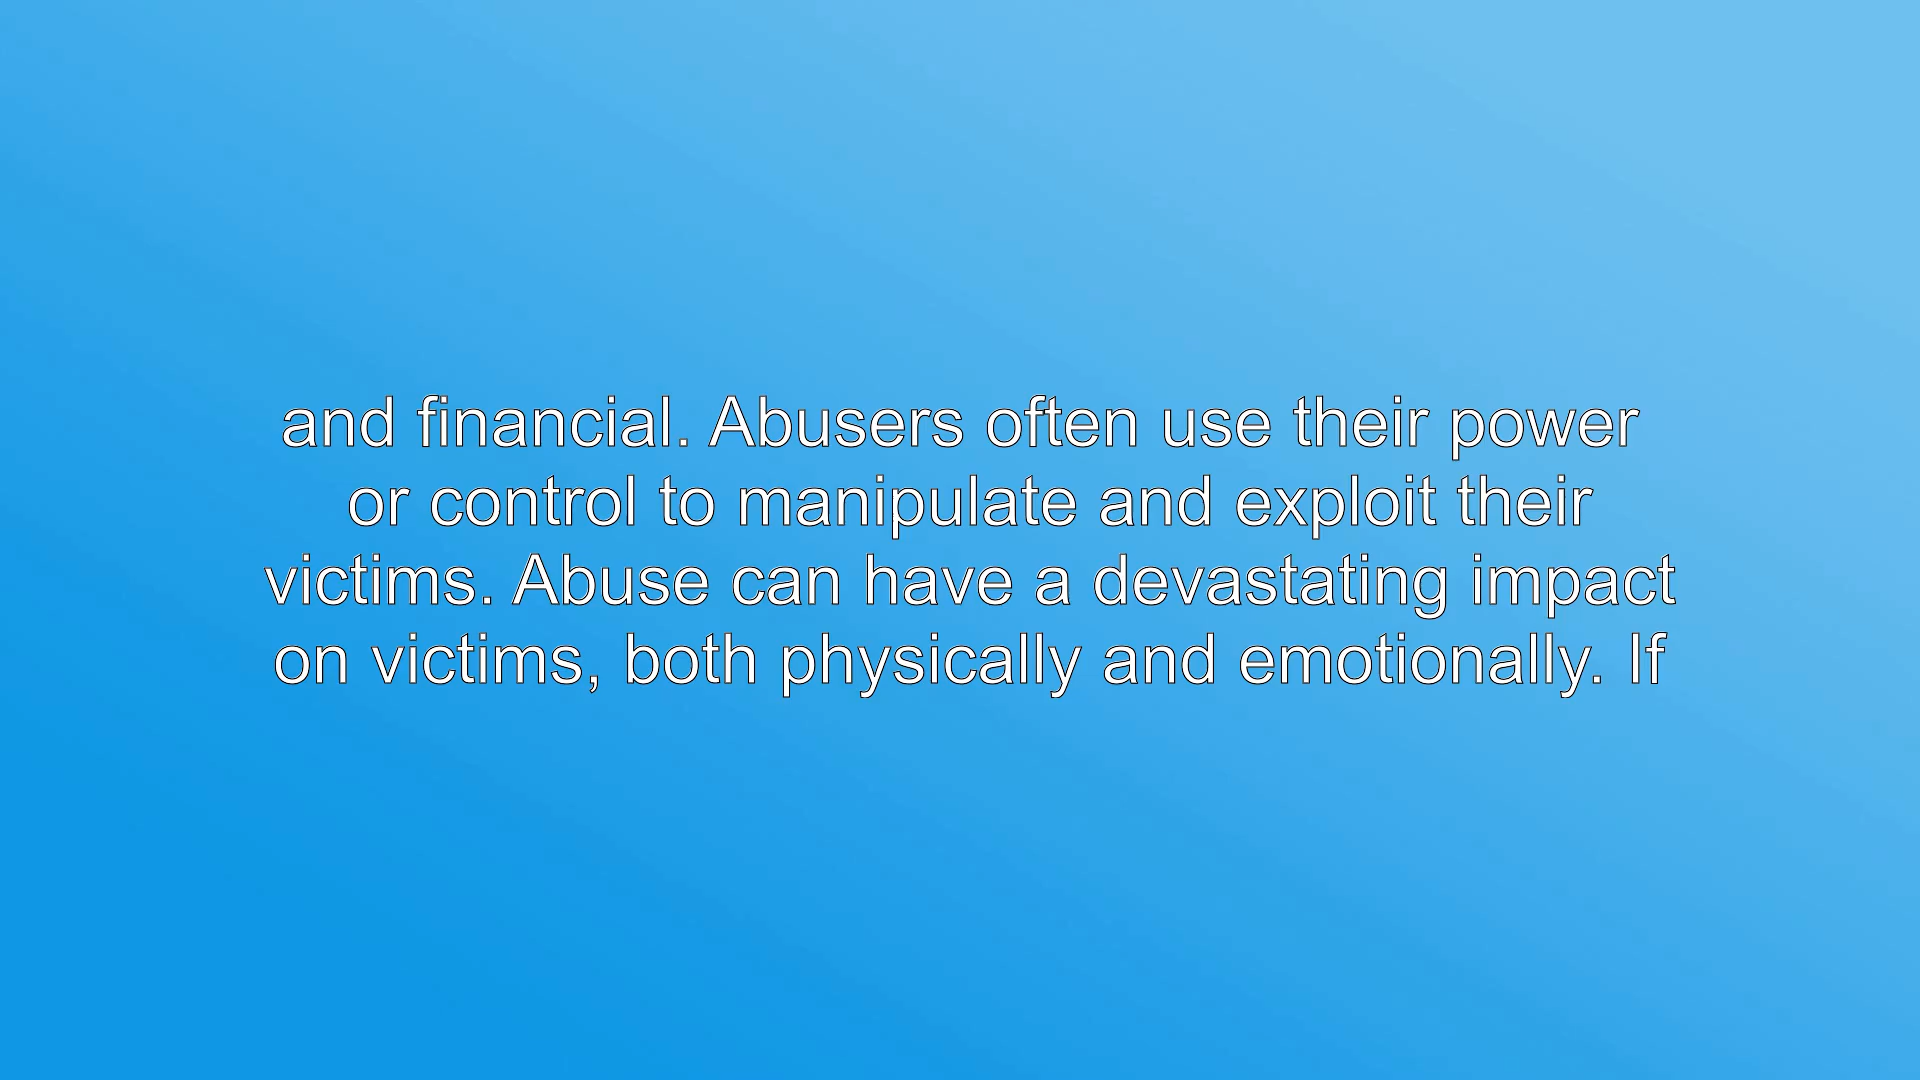 and financial. Abusers often use their power
or control to manipulate and exploit their
victims. Abuse can have a devastating impact
on victims, both physically and emotionally. If